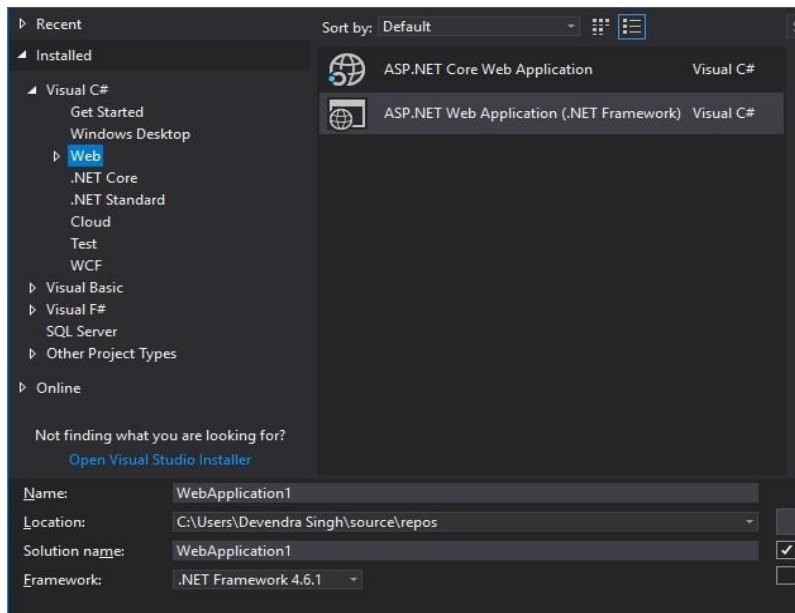 Recent
Installed
Visual C#
Get Started
Windows Desktop
Web
.NET Core
.NET Standard
Cloud
Test
WCF
Visual Basic
Visual F#
SQL Server
Other Project Types
Online
Not finding what you are looking for?
Open Visual Studio Installer
Sort by: Default
ASP.NET Core Web Application Visual C#
ASP.NET Web Application (.NET Framework) Visual C#
Name: WebApplication1
Location: C:\Users\Devendra Singh\source\repos
Solution name: WebApplication1
Framework: .NET Framework 4.6.1